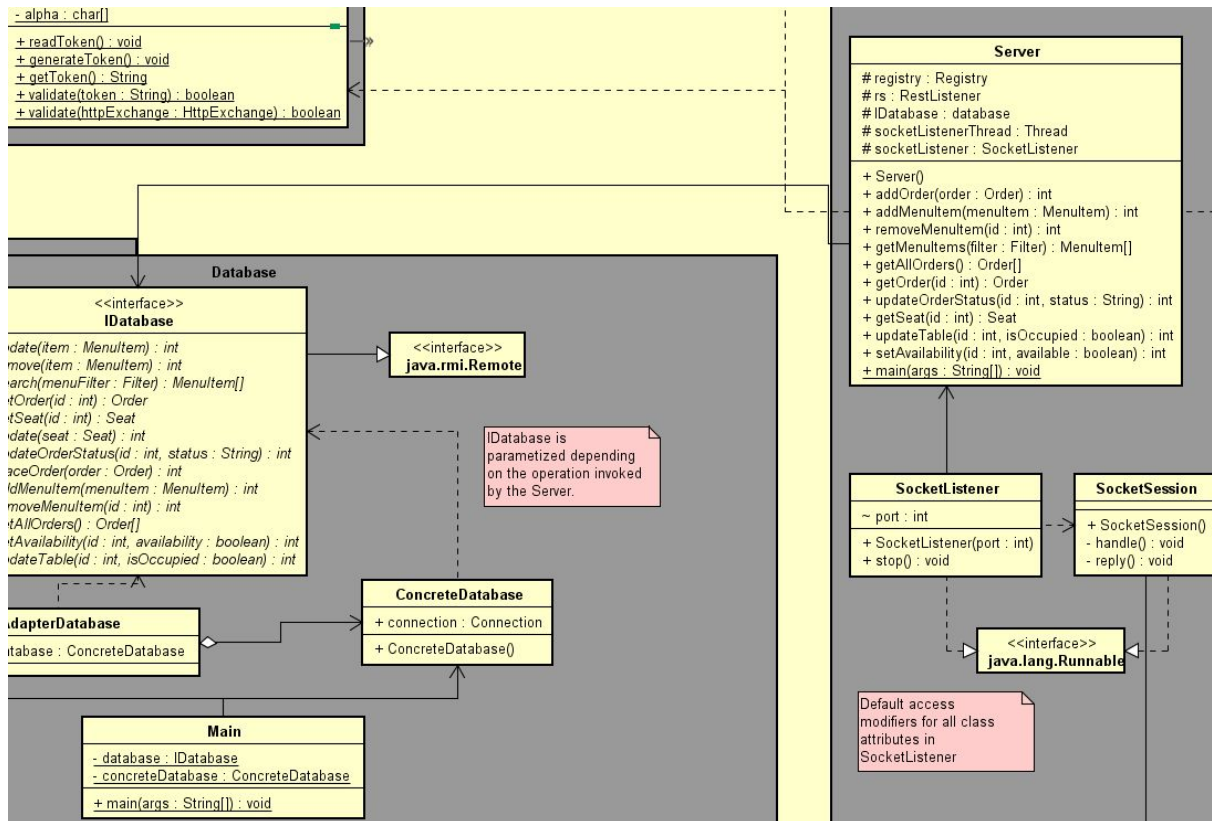 - alpha : char[]
+ readToken() : void
+ generateToken() : void
+ getToken() : String
+ validate(token : String) : boolean
+ validate(httpExchange : HttpExchange) : boolean
Server
# registry : Registry
# rs : RestListener
# IDatabase : database
# socketListenerThread : Thread
# socketListener : SocketListener
+ Server()
+ addOrder(order : Order) : int
+ addMenuItem(menuItem : MenuItem) : int
+ removeMenuItem(id : int) : int
+ getMenuItems(filter : Filter) : MenuItem[]
+ getAllOrders() : Order[]
+ getOrder(id : int) : Order
+ updateOrderStatus(id : int, status : String) : int
+ getSeat(id : int) : Seat
+ updateTable(id : int, isOccupied : boolean) : int
+ setAvailability(id : int, available : boolean) : int
+ main(args : String[]) : void
Database
<<interface>>
IDatabase
pdate(item : MenuItem) : int
move(item : MenuItem) : int
earch(menuFilter : Filter) : MenuItem[]
etOrder(id : int) : Order
etSeat(id : int) : Seat
pdate(seat : Seat) : int
pdateOrderStatus(id : int, status : String) : int
aceOrder(order : Order) : int
ddMenuItem(menuItem : MenuItem) : int
emoveMenuItem(id : int) : int
etAllOrders() : Order[]
etAvailability(id : int, availability : boolean) : int
pdateTable(id : int, isOccupied : boolean) : int
<<interface>>
java.rmi.Remote
IDatabase is
parametized depending
on the operation invoked
by the Server.
AdapterDatabase
atabase : ConcreteDatabase
ConcreteDatabase
+ connection : Connection
+ ConcreteDatabase()
Main
- database : IDatabase
- concreteDatabase : ConcreteDatabase
+ main(args : String[]) : void
SocketListener
~ port : int
+ SocketListener(port : int)
+ stop() : void
SocketSession
+ SocketSession()
- handle() : void
- reply() : void
<<interface>>
java.lang.Runnable
Default access
modifiers for all class
attributes in
SocketListener